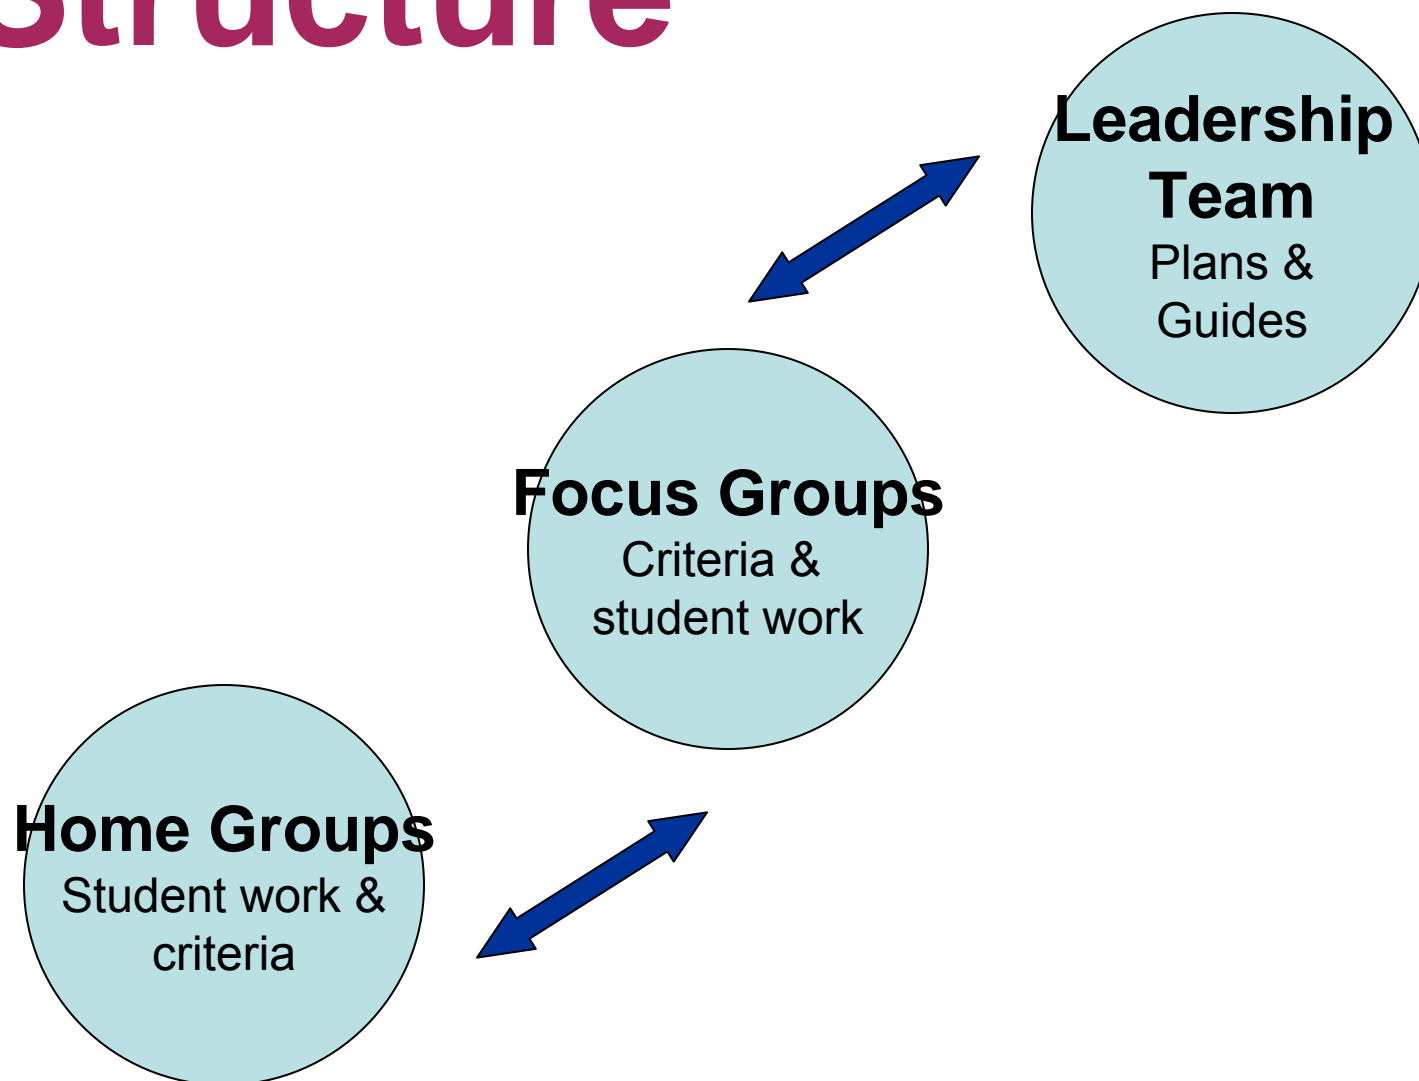 Structure
Leadership
Team
Plans &
Guides
Focus Groups
Criteria &
student work
Home Groups
Student work &
criteria